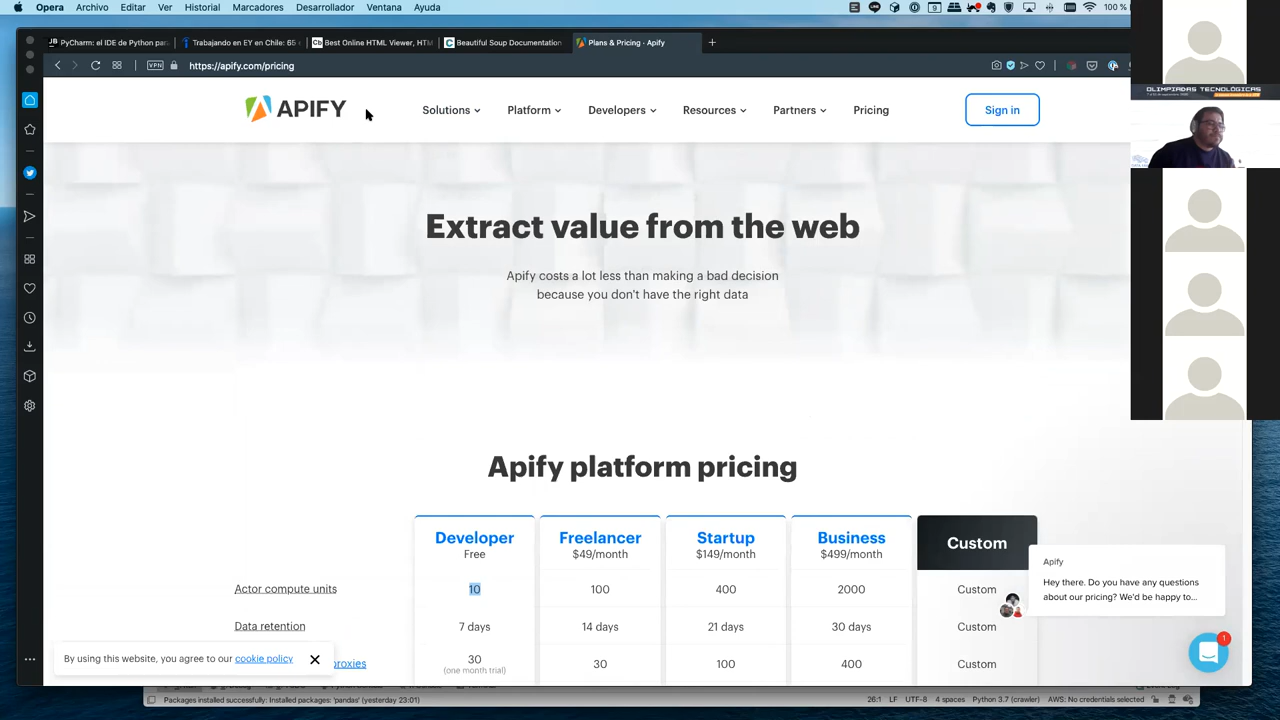 Opera Archivo Editar Ver Historial Marcadores Desarrollador Ventana Ayuda
9
100 %
PyCharm: el IDE de Python par
Trabajando en EY en Chile: 65
Best Online HTML Viewer, HTM
Beautiful Soup Documentation
Plans & Pricing · Apify
VPN
https://apify.com/pricing
OLIMPIADAS TECNOLÓGICAS
APIFY
Solutions
Platform
Developers
Resources
Partners
Pricing
Sign in
Extract value from the web
Apify costs a lot less than making a bad decision
because you don't have the right data
Apify platform pricing
Developer Freelancer Startup Business Custom
Free $49/month $149/month $499/month
Actor compute units 10 100 400 2000 Custom
Data retention 7 days 14 days 21 days 30 days Custom
proxies 30 30 100 400 Custom
(one month trial)
Apify
Hey there. Do you have any questions
about our pricing? We'd be happy to...
1
By using this website, you agree to our cookie policy
Packages installed successfully: Installed packages: 'pandas' (yesterday 23:01)
26:1 LF UTF-8 4 spaces Python 3.7 (crawler) AWS: No credentials selected